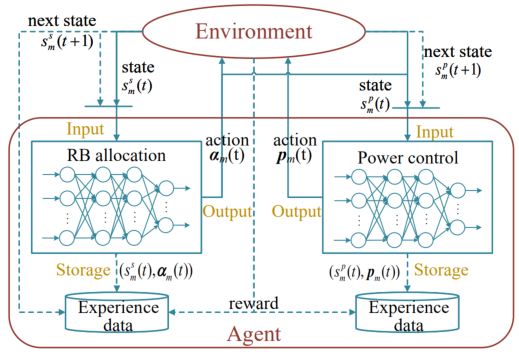 next state
s_m^s(t+1)
Environment
next state
s_m^p(t+1)
state
s_m^s(t)
state
s_m^p(t)
Input
Input
action
α_m(t)
action
p_m(t)
RB allocation
Power control
Output
Output
Storage
(s_m^s(t), α_m(t))
(s_m^p(t), p_m(t))
Storage
Experience
data
reward
Experience
data
Agent